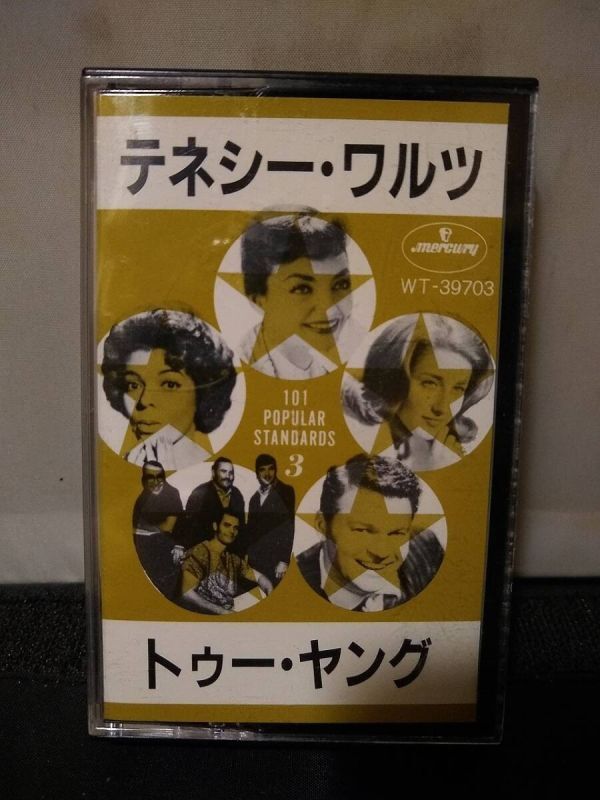 テネシー・ワルツ
mercury
WT-39703
101
POPULAR
STANDARDS
3
トゥー・ヤング